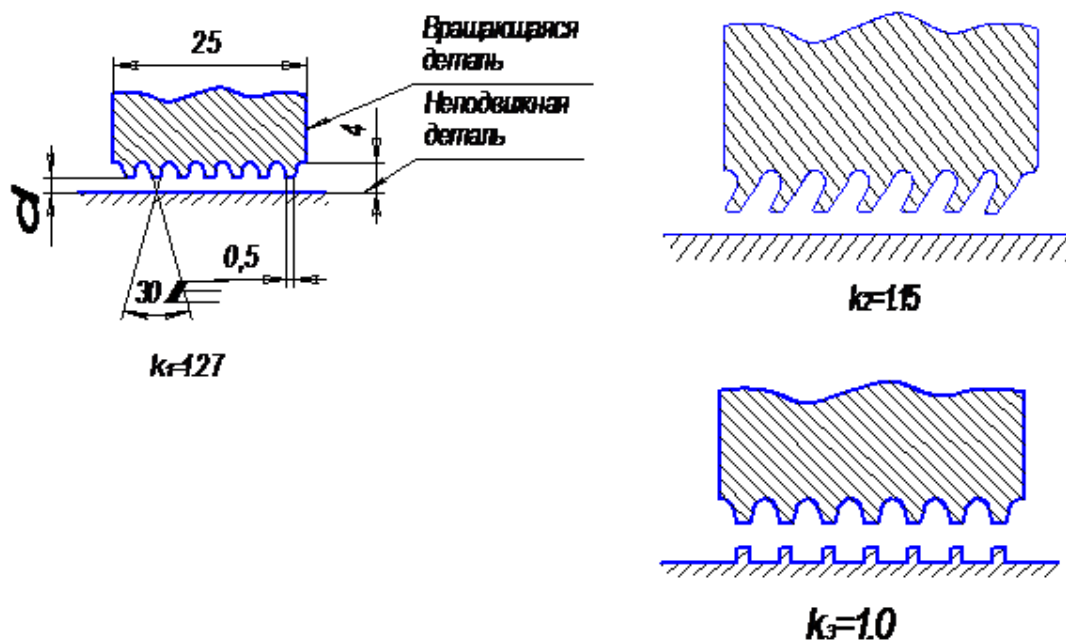 25
Вращающаяся
деталь
Неподвижная
деталь
4
d
0,5
30
k₁=1.27
k₂=1.15
k₃=1,0